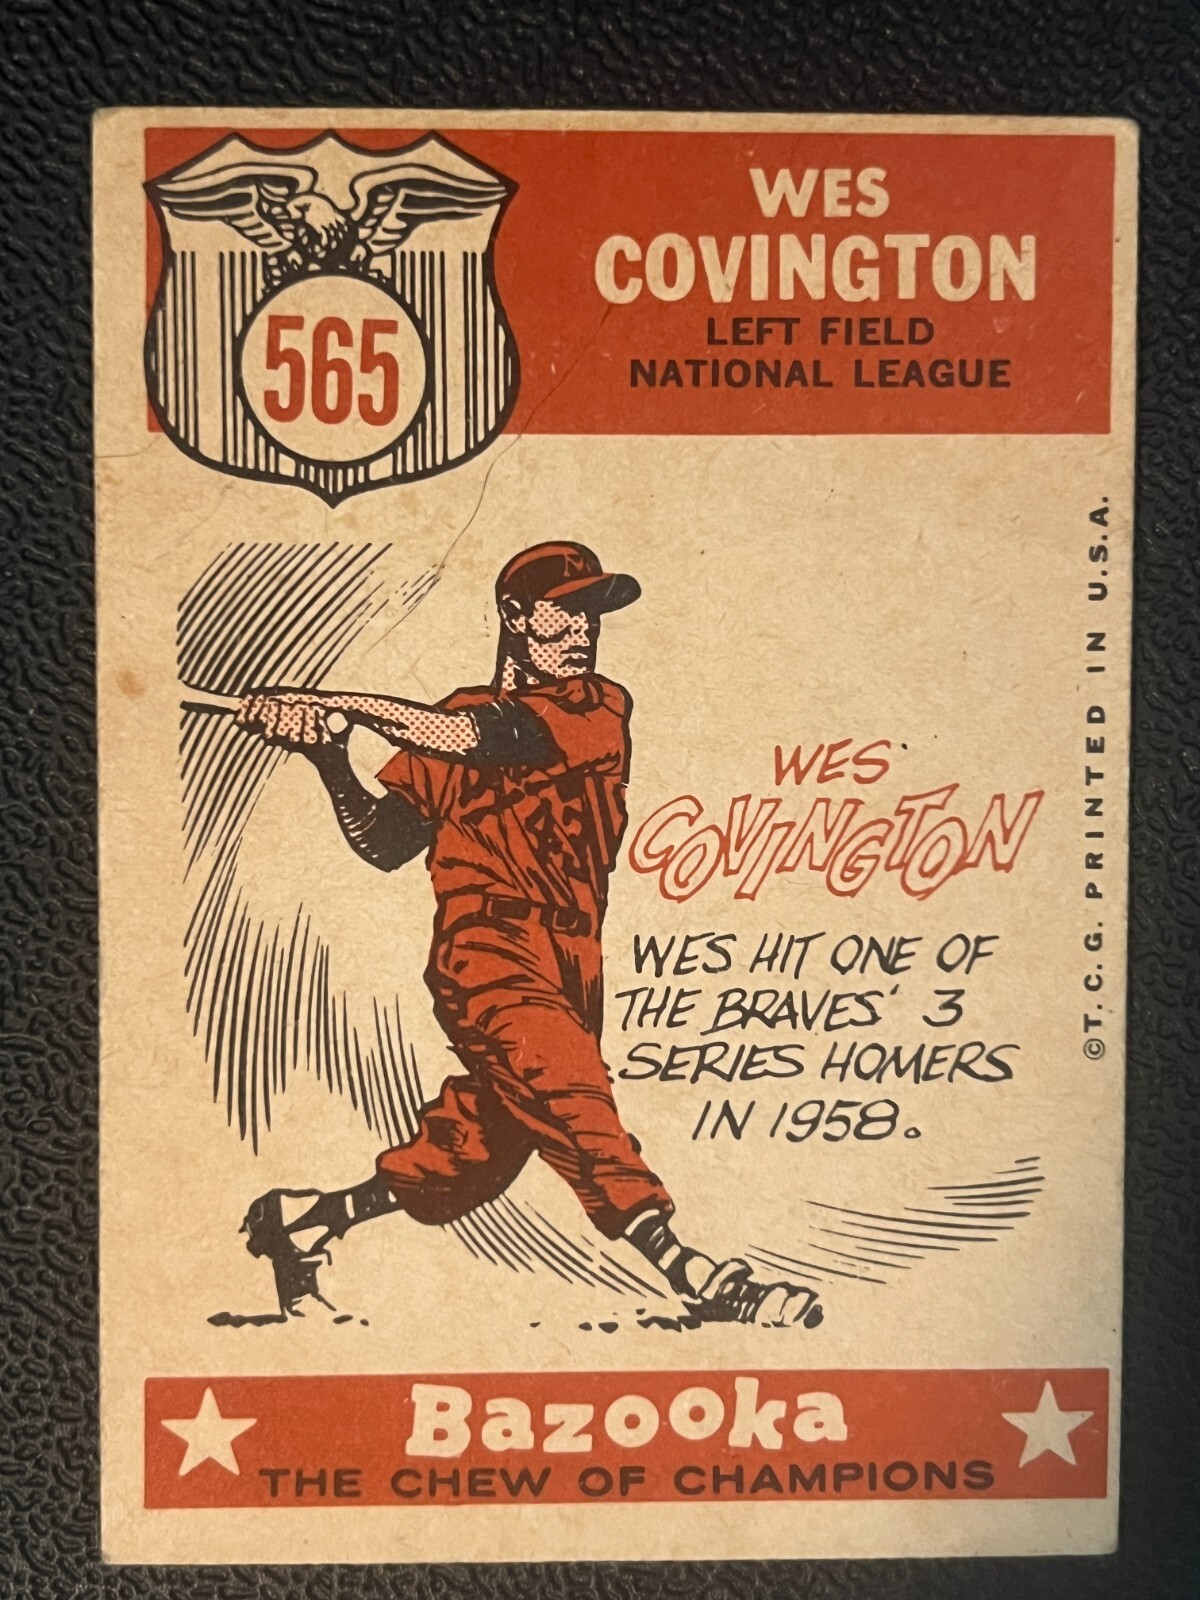 565
WES
COVINGTON
LEFT FIELD
NATIONAL LEAGUE
M
WES
COVINGTON
WES HIT ONE OF
THE BRAVES' 3
SERIES HOMERS
IN 1958.
©T.C.G. PRINTED IN U.S.A.
Bazooka
THE CHEW OF CHAMPIONS